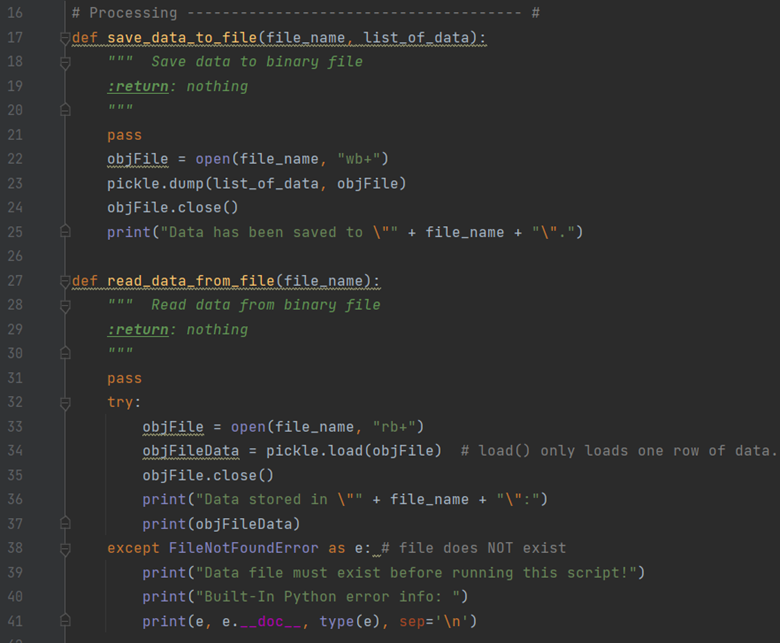 16 # Processing -------------------------------------- #
17 def save_data_to_file(file_name, list_of_data):
18     """  Save data to binary file
19     :return: nothing
20     """
21     pass
22     objFile = open(file_name, "wb+")
23     pickle.dump(list_of_data, objFile)
24     objFile.close()
25     print("Data has been saved to \"" + file_name + "\".")
26
27 def read_data_from_file(file_name):
28     """  Read data from binary file
29     :return: nothing
30     """
31     pass
32     try:
33         objFile = open(file_name, "rb+")
34         objFileData = pickle.load(objFile)  # load() only loads one row of data.
35         objFile.close()
36         print("Data stored in \"" + file_name + "\":")
37         print(objFileData)
38     except FileNotFoundError as e: # file does NOT exist
39         print("Data file must exist before running this script!")
40         print("Built-In Python error info: ")
41         print(e, e.__doc__, type(e), sep='\n')